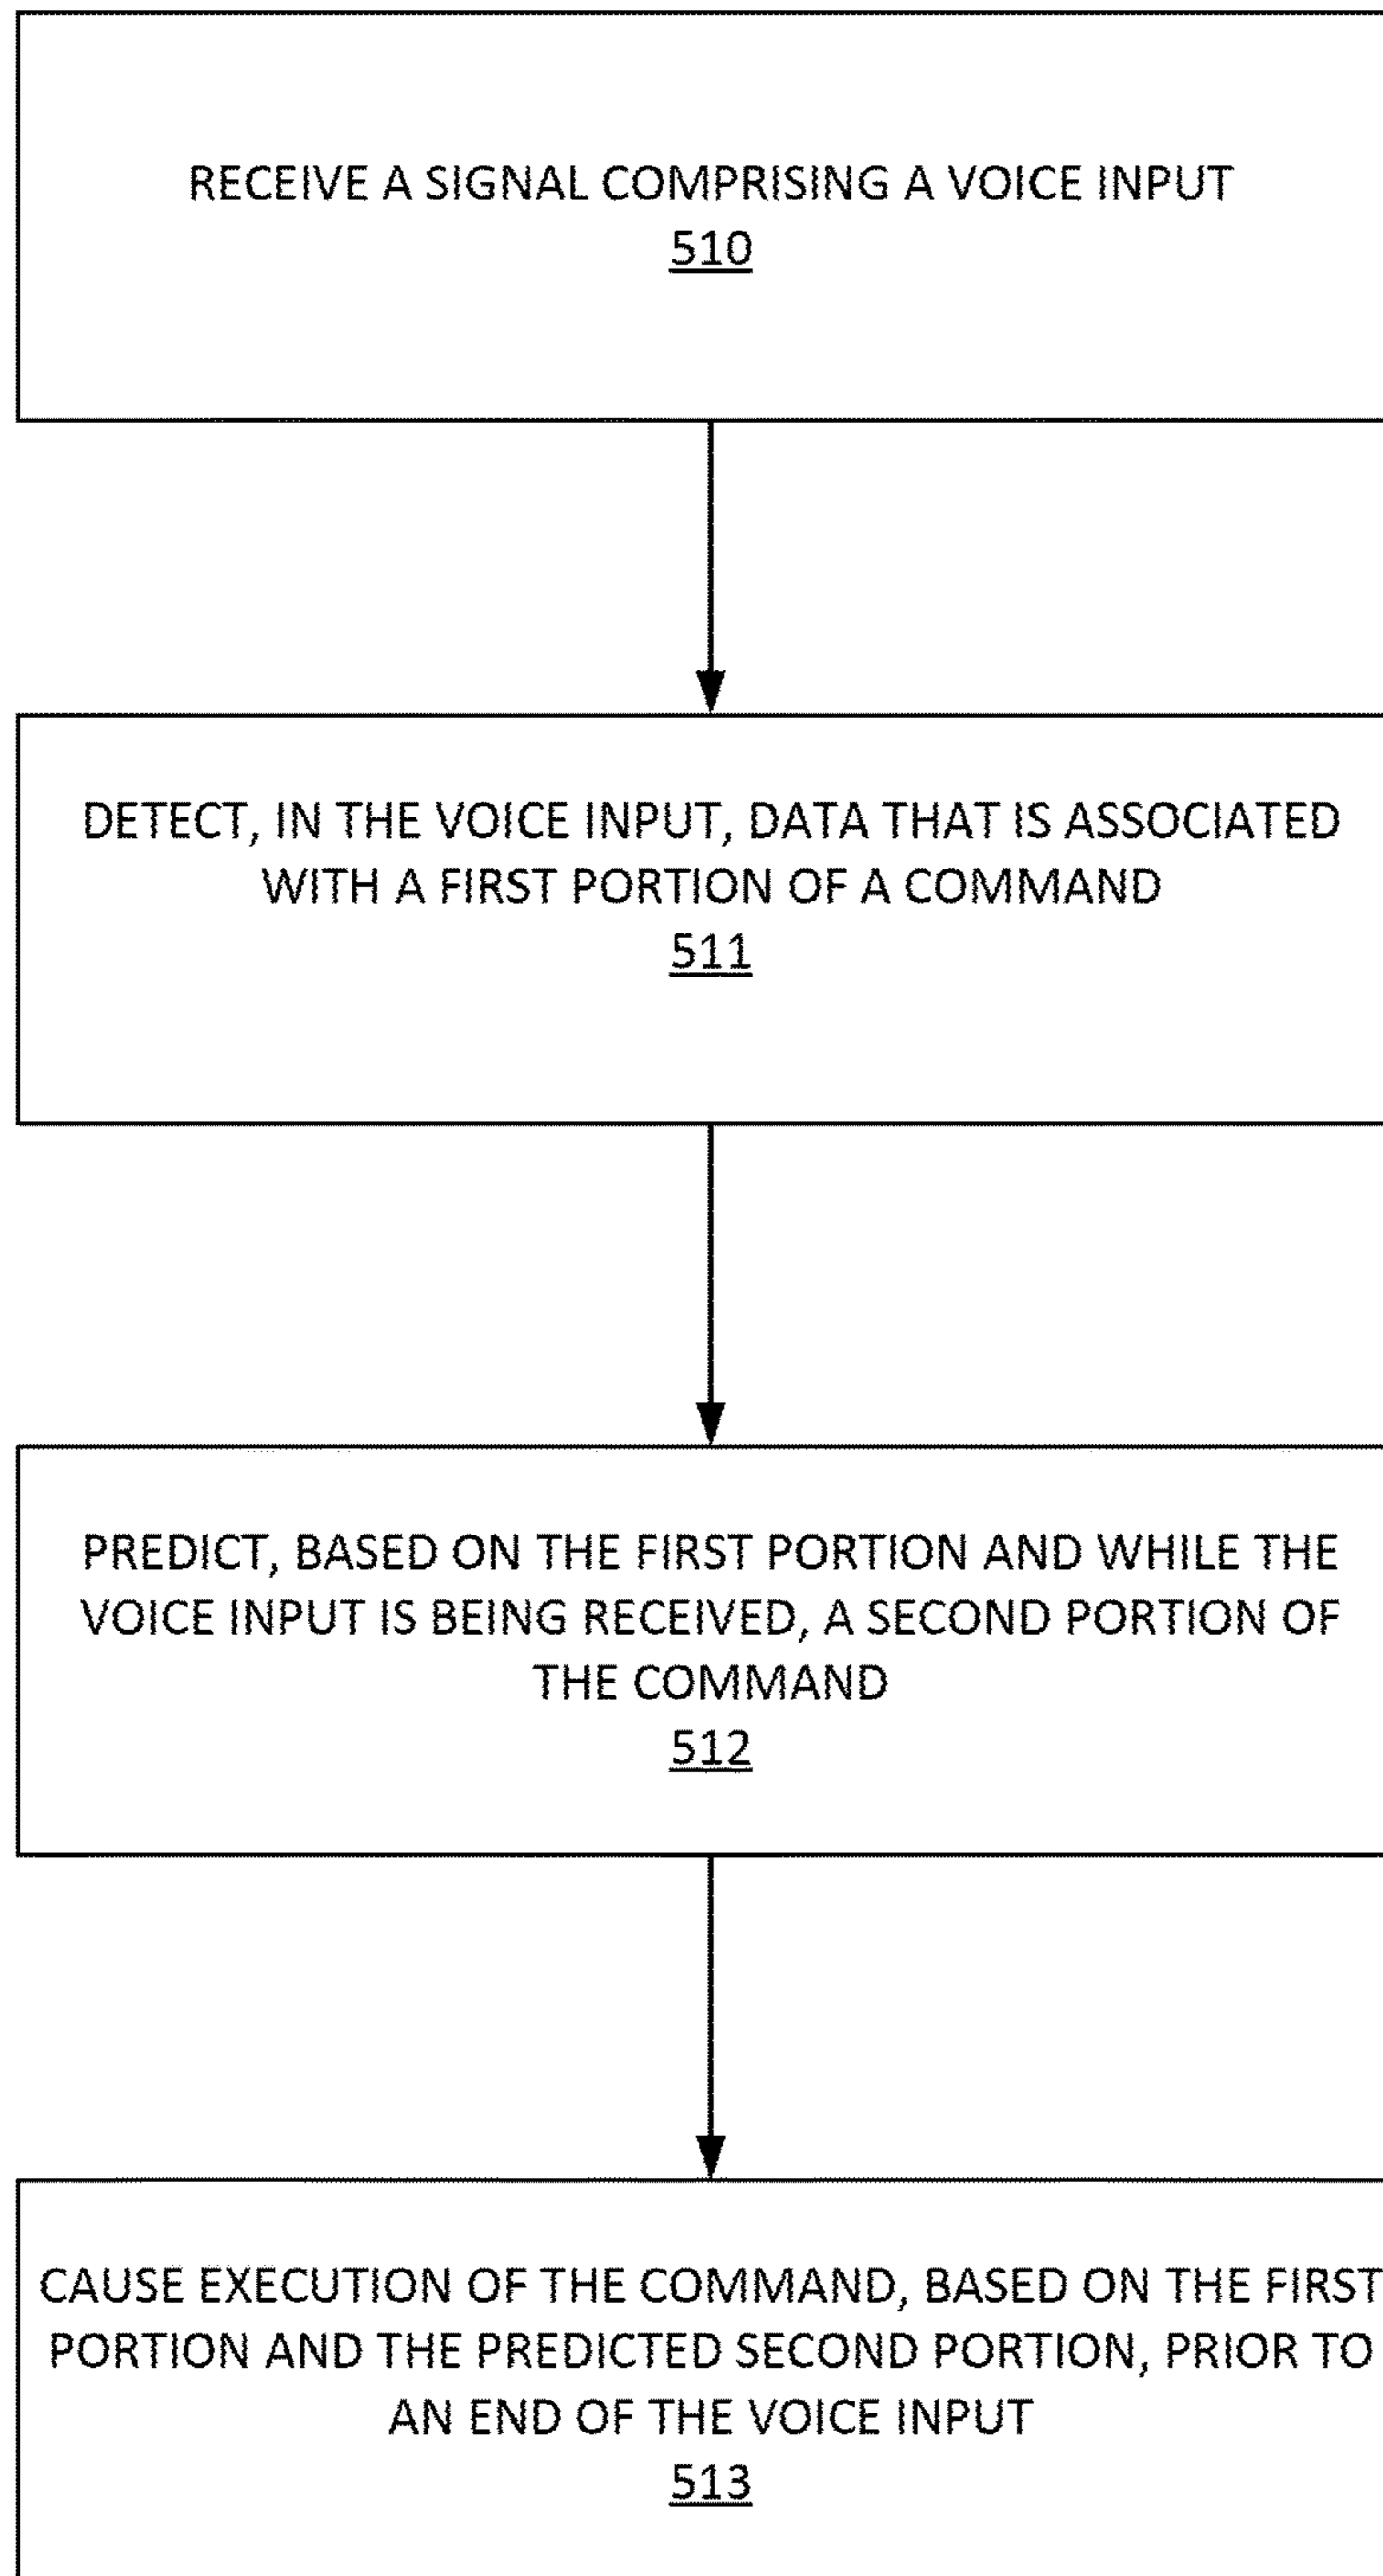 RECEIVE A SIGNAL COMPRISING A VOICE INPUT
510
DETECT, IN THE VOICE INPUT, DATA THAT IS ASSOCIATED
WITH A FIRST PORTION OF A COMMAND
511
PREDICT, BASED ON THE FIRST PORTION AND WHILE THE
VOICE INPUT IS BEING RECEIVED, A SECOND PORTION OF
THE COMMAND
512
CAUSE EXECUTION OF THE COMMAND, BASED ON THE FIRST
PORTION AND THE PREDICTED SECOND PORTION, PRIOR TO
AN END OF THE VOICE INPUT
513